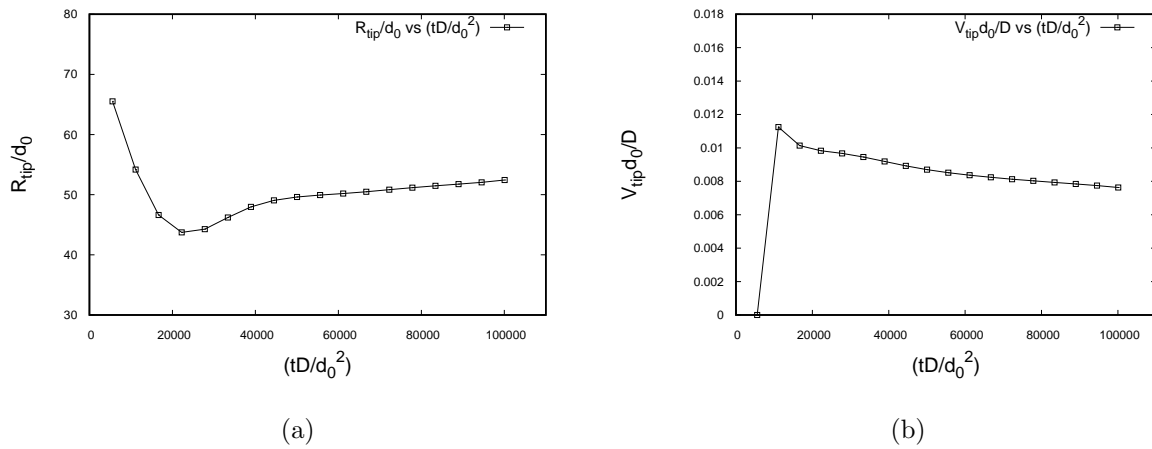 R_tip/d_0 vs (tD/d_0^2)
80
70
60
50
40
30
R_tip/d_0
0 20000 40000 60000 80000 100000
(tD/d_0^2)
(a)
V_tip d_0/D vs (tD/d_0^2)
0.018
0.016
0.014
0.012
0.01
0.008
0.006
0.004
0.002
0
V_tip d_0/D
0 20000 40000 60000 80000 100000
(tD/d_0^2)
(b)